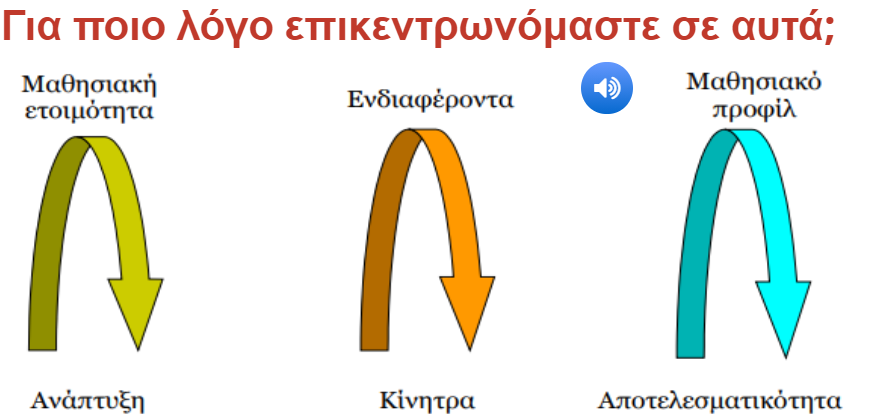 Για ποιο λόγο επικεντρωνόμαστε σε αυτά;
Μαθησιακή
ετοιμότητα
Ενδιαφέροντα
Μαθησιακό
προφίλ
Ανάπτυξη
Κίνητρα
Αποτελεσματικότητα